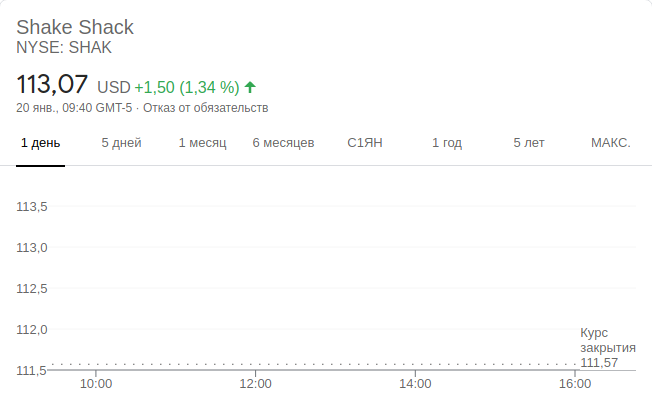 Shake Shack
NYSE: SHAK
113,07 USD +1,50 (1,34 %)
20 янв., 09:40 GMT-5 · Отказ от обязательств
1 день 5 дней 1 месяц 6 месяцев С1ЯН 1 год 5 лет МАКС.
113,5
113,0
112,5
112,0
Курс
закрытия
111,57
111,5
10:00 12:00 14:00 16:00